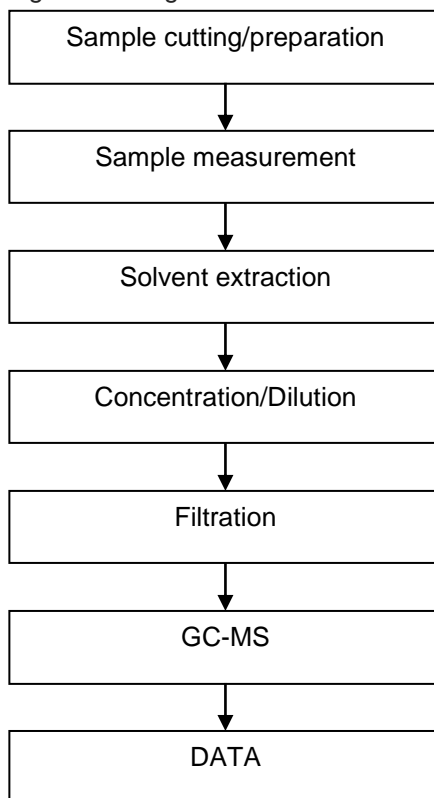 Sample cutting/preparation
Sample measurement
Solvent extraction
Concentration/Dilution
Filtration
GC-MS
DATA